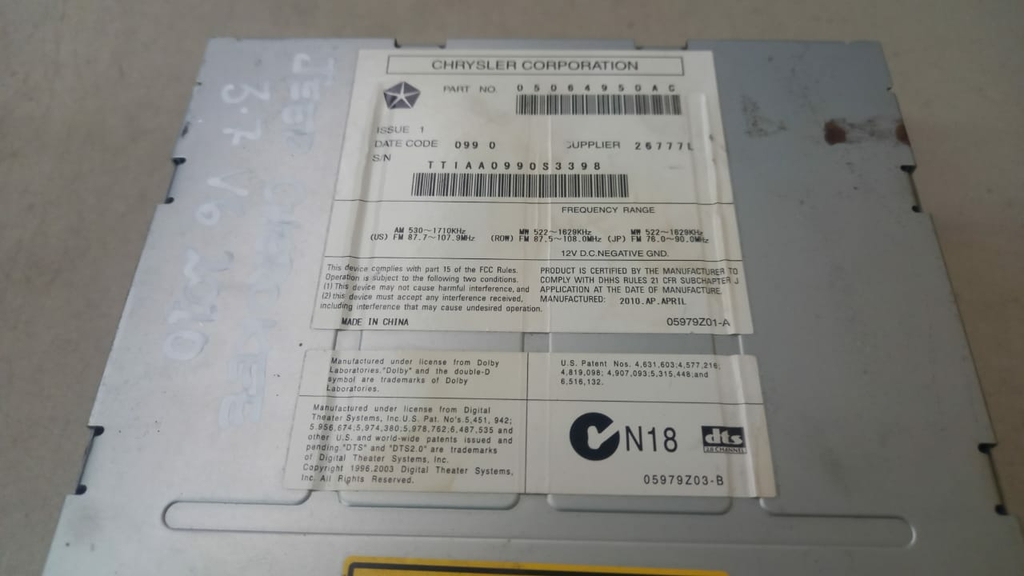 CHRYSLER CORPORATION
PART NO. 05064950AC
ISSUE 1
DATE CODE 099 0 SUPPLIER 26777L
S/N
TT1AA0990S3398
FREQUENCY RANGE
AM 530~1710KHz MW 522~1629KHz MW 522~1629KHz
(US) FM 87.7~107.9MHz (ROW) FM 87.5~108.0MHz (JP) FM 76.0~90.0MHz
12V D.C.NEGATIVE GND.
This device complies with part 15 of the FCC Rules.
Operation is subject to the following two conditions.
(1) This device may not cause harmful interference, and
(2) this device must accept any interference received,
including interference that may cause undesired operation.
PRODUCT IS CERTIFIED BY THE MANUFACTURER TO
COMPLY WITH DHHS RULES 21 CFR SUBCHAPTER J
APPLICATION AT THE DATE OF MANUFACTURE.
MANUFACTURED: 2010.AP.APRIL
MADE IN CHINA 05979Z01-A
Manufactured under license from Dolby
Laboratories."Dolby" and the double-D
symbol are trademarks of Dolby
Laboratories.
U.S. Patent Nos. 4,631,603;4,577,216;
4,819,098; 4,907,093;5,315,448;and
6,516,132.
Manufactured under license from Digital
Theater Systems, Inc.U.S. Pat. No's.5,451, 942;
5,956,674;5,974,380;5,978,762;6,487,535 and
other U.S. and world-wide patents issued and
pending."DTS" and "DTS2.0" are trademarks
of Digital Theater Systems, Inc.
Copyright 1996,2003 Digital Theater Systems,
Inc. All Rights Reserved.
N18
dts
2.0 CHANNEL
05979Z03-B